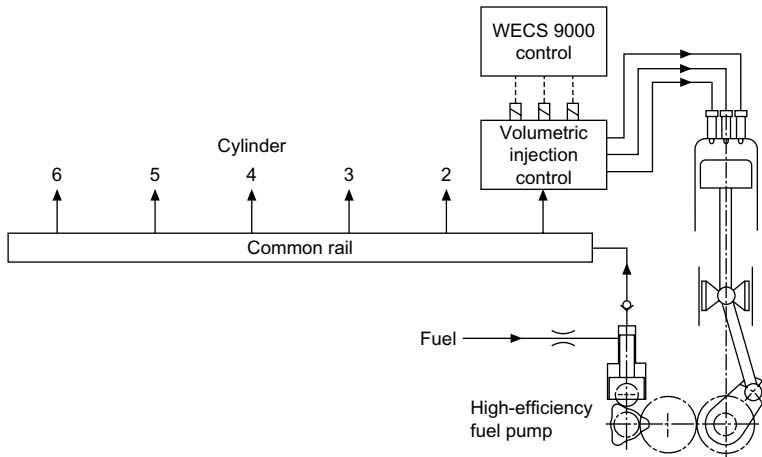 WECS 9000
control
Volumetric
injection
control
Cylinder
6 5 4 3 2
Common rail
Fuel
High-efficiency
fuel pump